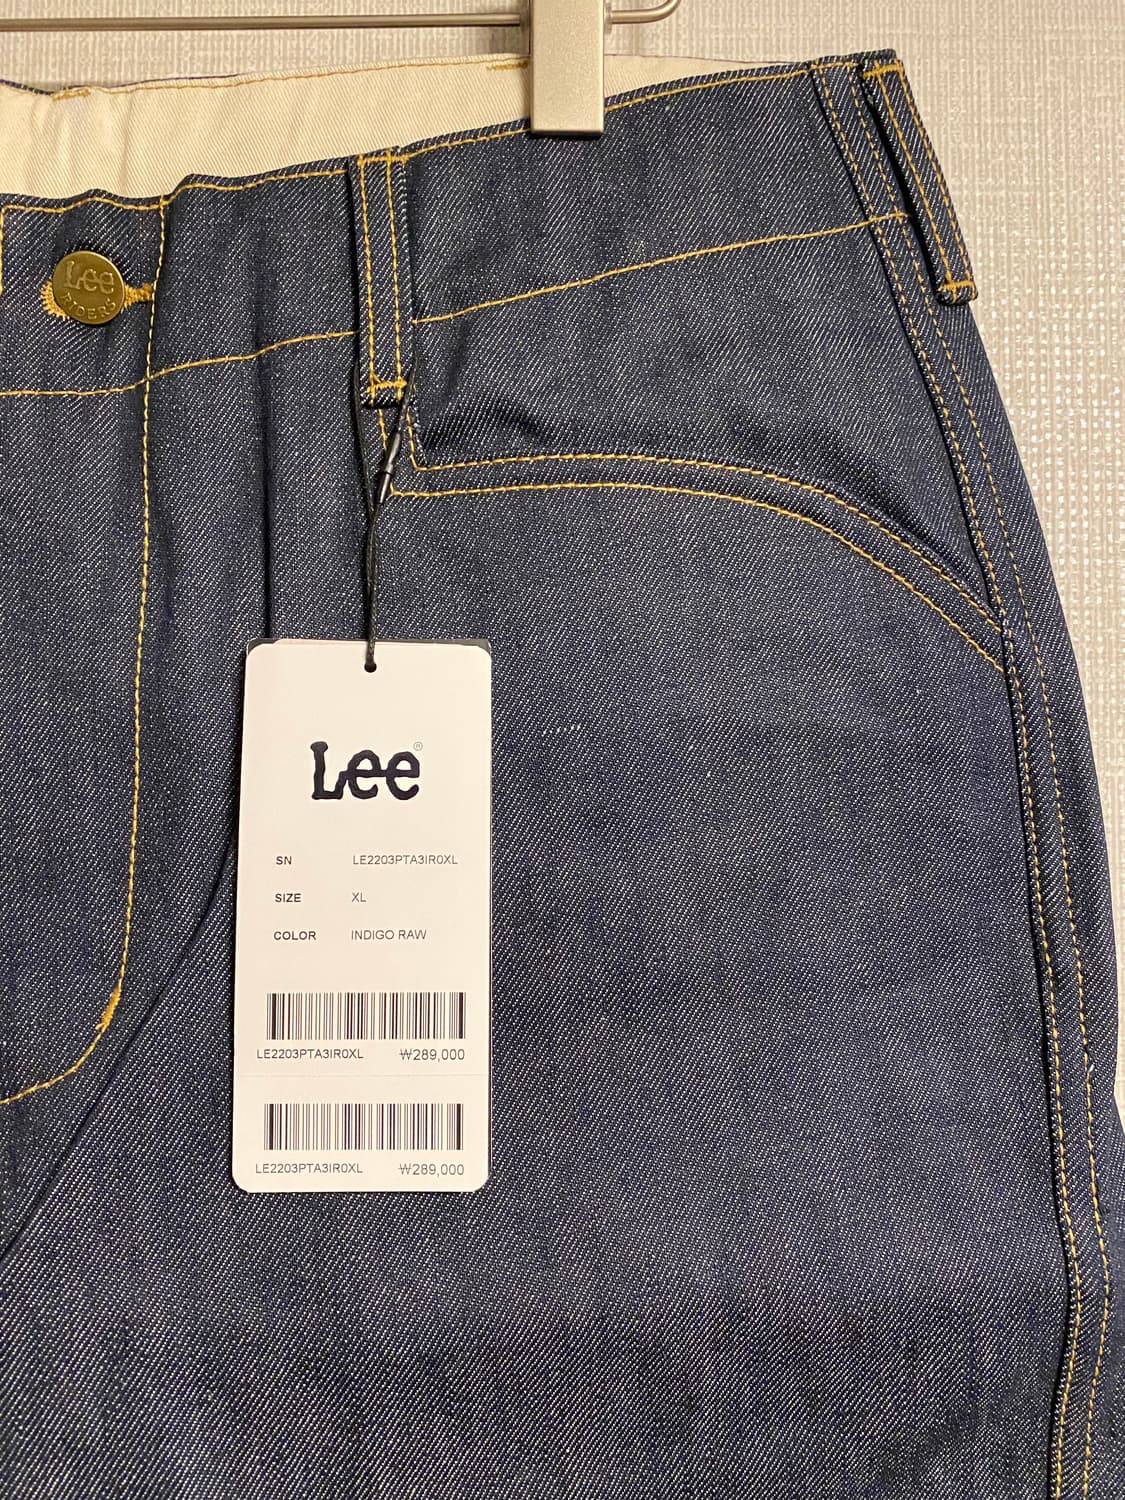 Lee
RIDERS
Lee®
SN LE2203PTA3IR0XL
SIZE XL
COLOR INDIGO RAW
LE2203PTA3IR0XL ₩289,000
LE2203PTA3IR0XL ₩289,000